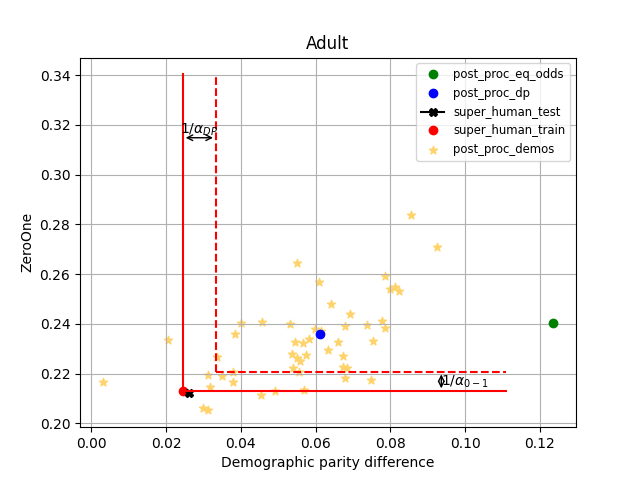 Adult
0.34
0.32
0.30
0.28
0.26
0.24
0.22
0.20
ZeroOne
post_proc_eq_odds
post_proc_dp
super_human_test
super_human_train
post_proc_demos
1/α_DP
1/α_{0−1}
0.00 0.02 0.04 0.06 0.08 0.10 0.12
Demographic parity difference